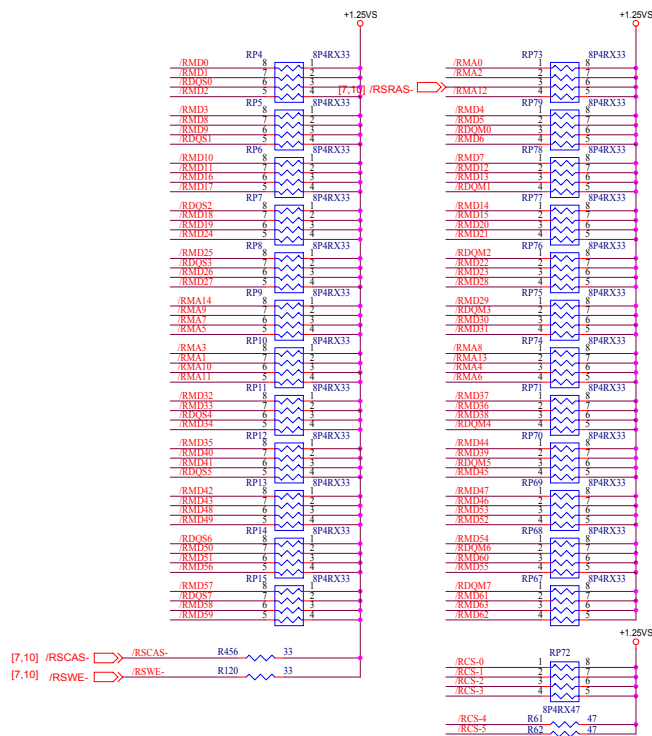 +1.25VS
RP4 8P4RX33
/RMD0 8 1
/RMD1 7 2
/RDQS0 6 3
/RMD2 5 4
RP5 8P4RX33
/RMD3 8 1
/RMD8 7 2
/RMD9 6 3
/RDQS1 5 4
RP6 8P4RX33
/RMD10 8 1
/RMD11 7 2
/RMD16 6 3
/RMD17 5 4
RP7 8P4RX33
/RDQS2 8 1
/RMD18 7 2
/RMD19 6 3
/RMD24 5 4
RP8 8P4RX33
/RMD25 8 1
/RDQS3 7 2
/RMD26 6 3
/RMD27 5 4
RP9 8P4RX33
/RMA14 8 1
/RMA9 7 2
/RMA7 6 3
/RMA5 5 4
RP10 8P4RX33
/RMA3 8 1
/RMA1 7 2
/RMA10 6 3
/RMA11 5 4
RP11 8P4RX33
/RMD32 8 1
/RMD33 7 2
/RDQS4 6 3
/RMD34 5 4
RP12 8P4RX33
/RMD35 8 1
/RMD40 7 2
/RMD41 6 3
/RDQS5 5 4
RP13 8P4RX33
/RMD42 8 1
/RMD43 7 2
/RMD48 6 3
/RMD49 5 4
RP14 8P4RX33
/RDQS6 8 1
/RMD50 7 2
/RMD51 6 3
/RMD56 5 4
RP15 8P4RX33
/RMD57 8 1
/RDQS7 7 2
/RMD58 6 3
/RMD59 5 4
[7,10] /RSCAS- /RSCAS- R456 33
[7,10] /RSWE- /RSWE- R120 33
+1.25VS
RP73 8P4RX33
/RMA0 1 8
/RMA2 2 7
[7,10] /RSRAS- 3 6
/RMA12 4 5
RP79 8P4RX33
/RMD4 1 8
/RMD5 2 7
/RDQM0 3 6
/RMD6 4 5
RP78 8P4RX33
/RMD7 1 8
/RMD12 2 7
/RMD13 3 6
/RDQM1 4 5
RP77 8P4RX33
/RMD14 1 8
/RMD15 2 7
/RMD20 3 6
/RMD21 4 5
RP76 8P4RX33
/RDQM2 1 8
/RMD22 2 7
/RMD23 3 6
/RMD28 4 5
RP75 8P4RX33
/RMD29 1 8
/RDQM3 2 7
/RMD30 3 6
/RMD31 4 5
RP74 8P4RX33
/RMA8 1 8
/RMA13 2 7
/RMA4 3 6
/RMA6 4 5
RP71 8P4RX33
/RMD37 1 8
/RMD36 2 7
/RMD38 3 6
/RDQM4 4 5
RP70 8P4RX33
/RMD44 1 8
/RMD39 2 7
/RDQM5 3 6
/RMD45 4 5
RP69 8P4RX33
/RMD47 1 8
/RMD46 2 7
/RMD53 3 6
/RMD52 4 5
RP68 8P4RX33
/RMD54 1 8
/RDQM6 2 7
/RMD60 3 6
/RMD55 4 5
RP67 8P4RX33
/RDQM7 1 8
/RMD61 2 7
/RMD63 3 6
/RMD62 4 5
+1.25VS
RP72
/RCS-0 1 8
/RCS-1 2 7
/RCS-2 3 6
/RCS-3 4 5
8P4RX47
/RCS-4 R61 47
/RCS-5 R62 47